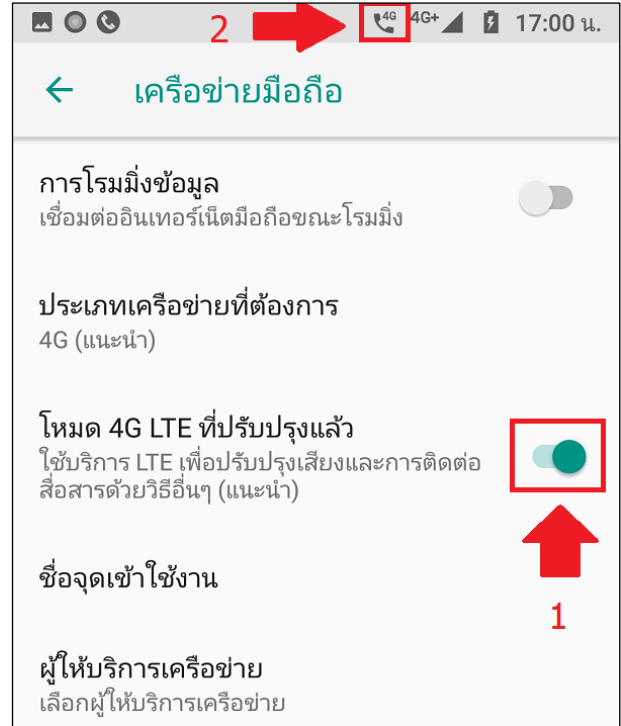 2 4G 4G+ 17:00 น.
เครือข่ายมือถือ
การโรมมิ่งข้อมูล
เชื่อมต่ออินเทอร์เน็ตมือถือขณะโรมมิ่ง
ประเภทเครือข่ายที่ต้องการ
4G (แนะนำ)
โหมด 4G LTE ที่ปรับปรุงแล้ว
ใช้บริการ LTE เพื่อปรับปรุงเสียงและการติดต่อ
สื่อสารด้วยวิธีอื่นๆ (แนะนำ)
ชื่อจุดเข้าใช้งาน
1
ผู้ให้บริการเครือข่าย
เลือกผู้ให้บริการเครือข่าย